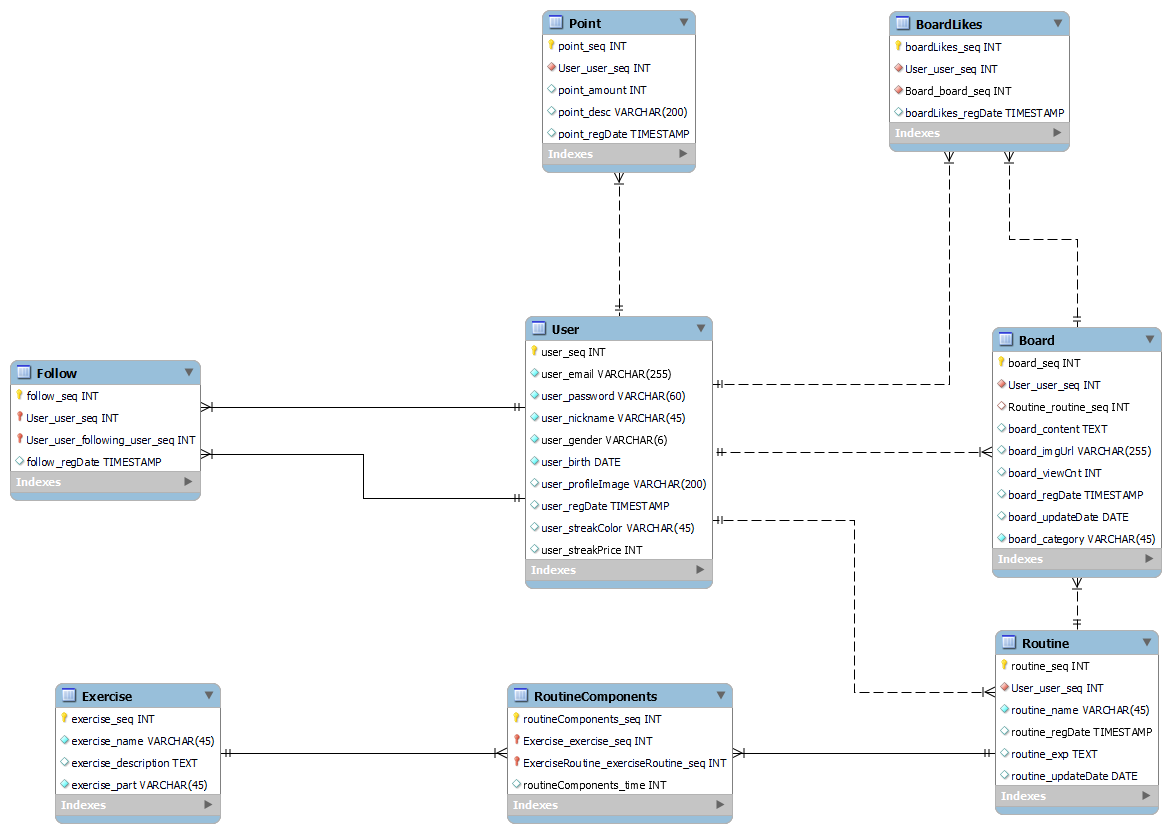 Point
point_seq INT
User_user_seq INT
point_amount INT
point_desc VARCHAR(200)
point_regDate TIMESTAMP
Indexes
BoardLikes
boardLikes_seq INT
User_user_seq INT
Board_board_seq INT
boardLikes_regDate TIMESTAMP
Indexes
User
user_seq INT
user_email VARCHAR(255)
user_password VARCHAR(60)
user_nickname VARCHAR(45)
user_gender VARCHAR(6)
user_birth DATE
user_profileImage VARCHAR(200)
user_regDate TIMESTAMP
user_streakColor VARCHAR(45)
user_streakPrice INT
Indexes
Board
board_seq INT
User_user_seq INT
Routine_routine_seq INT
board_content TEXT
board_imgUrl VARCHAR(255)
board_viewCnt INT
board_regDate TIMESTAMP
board_updateDate DATE
board_category VARCHAR(45)
Indexes
Follow
follow_seq INT
User_user_seq INT
User_user_following_user_seq INT
follow_regDate TIMESTAMP
Indexes
Routine
routine_seq INT
User_user_seq INT
routine_name VARCHAR(45)
routine_regDate TIMESTAMP
routine_exp TEXT
routine_updateDate DATE
Indexes
Exercise
exercise_seq INT
exercise_name VARCHAR(45)
exercise_description TEXT
exercise_part VARCHAR(45)
Indexes
RoutineComponents
routineComponents_seq INT
Exercise_exercise_seq INT
ExerciseRoutine_exerciseRoutine_seq INT
routineComponents_time INT
Indexes